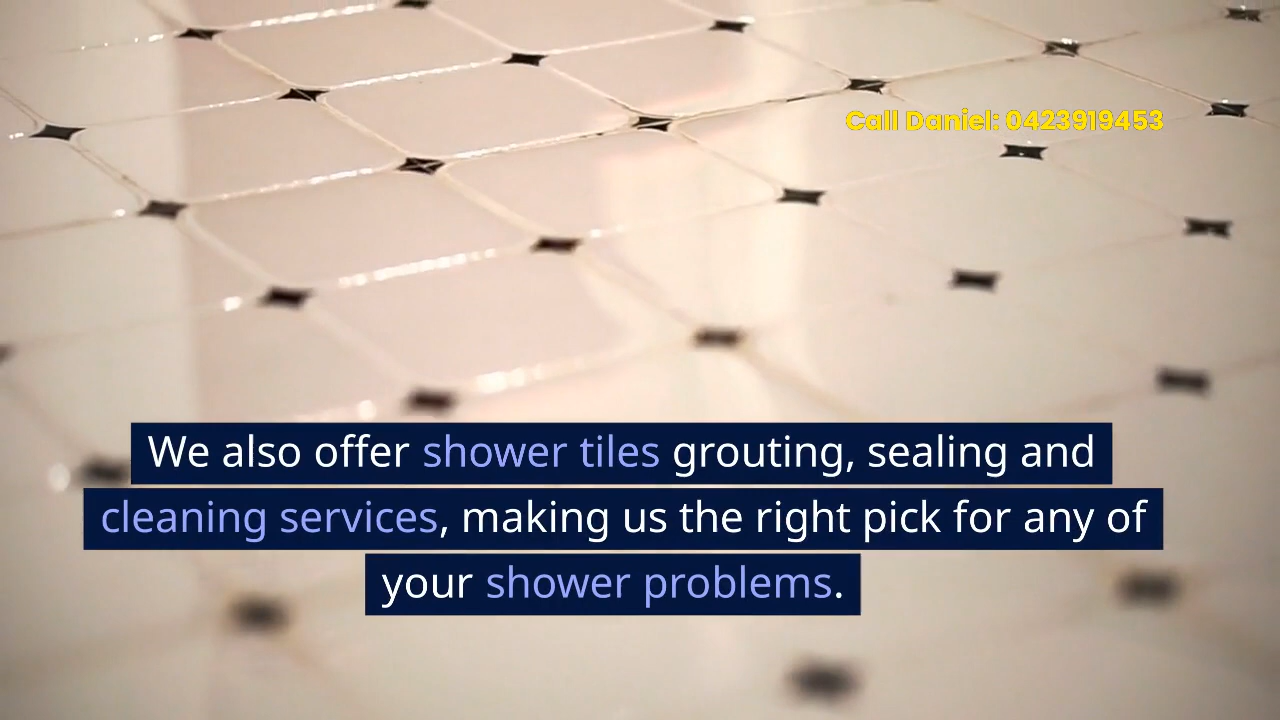 Call Daniel: 0423919453
We also offer shower tiles grouting, sealing and
cleaning services, making us the right pick for any of
your shower problems.